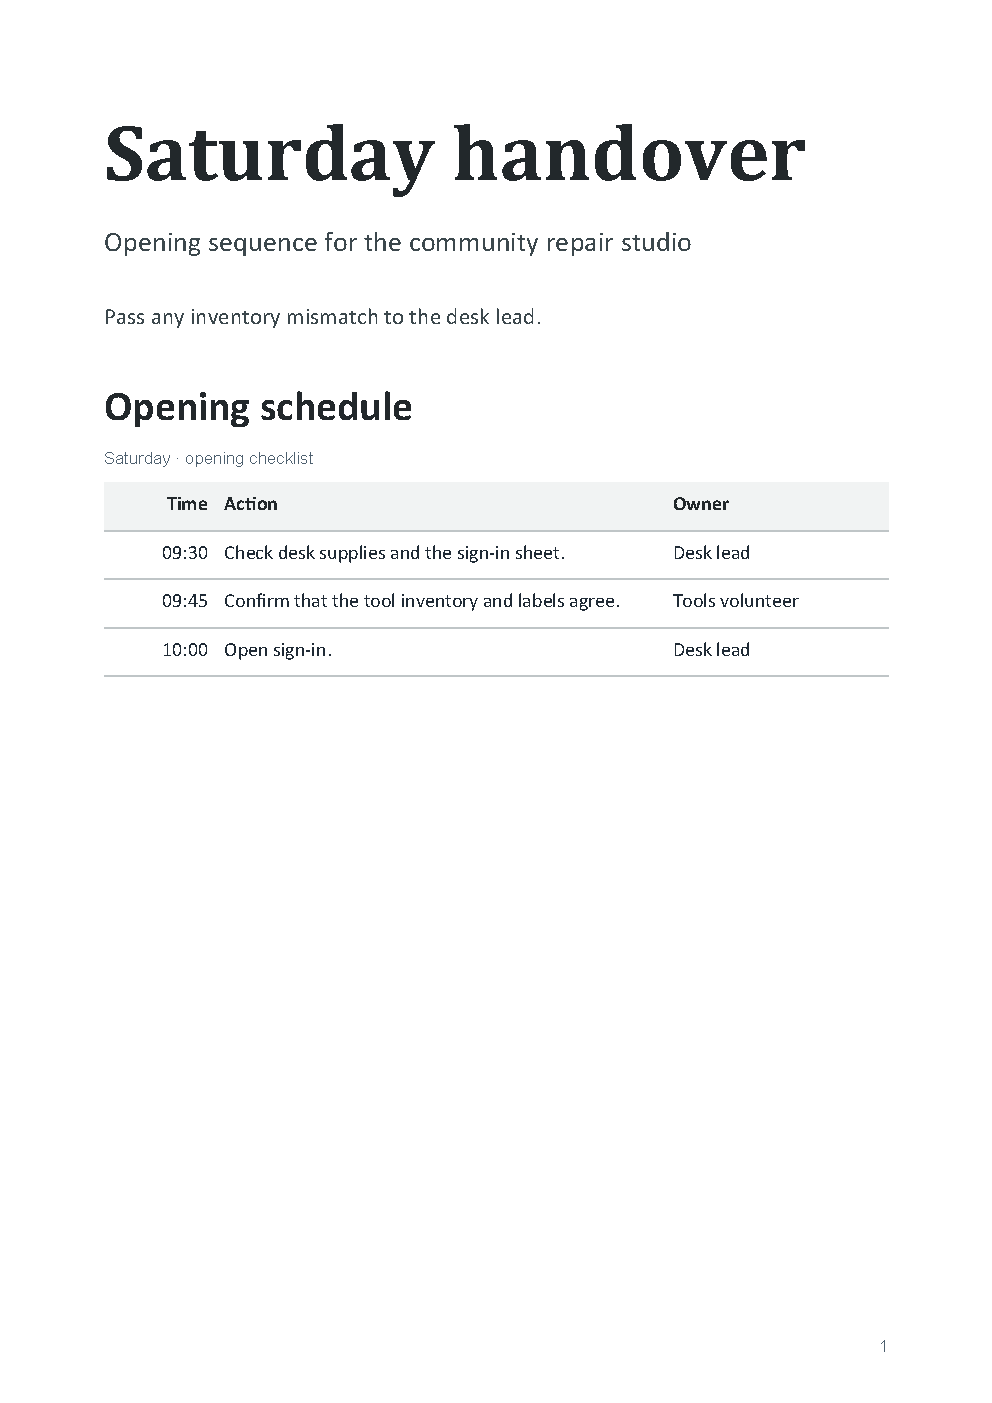 Saturday handover
Opening sequence for the community repair studio
Pass any inventory mismatch to the desk lead.
Opening schedule
Saturday · opening checklist
Time Action Owner
09:30 Check desk supplies and the sign-in sheet. Desk lead
09:45 Confirm that the tool inventory and labels agree. Tools volunteer
10:00 Open sign-in. Desk lead
1